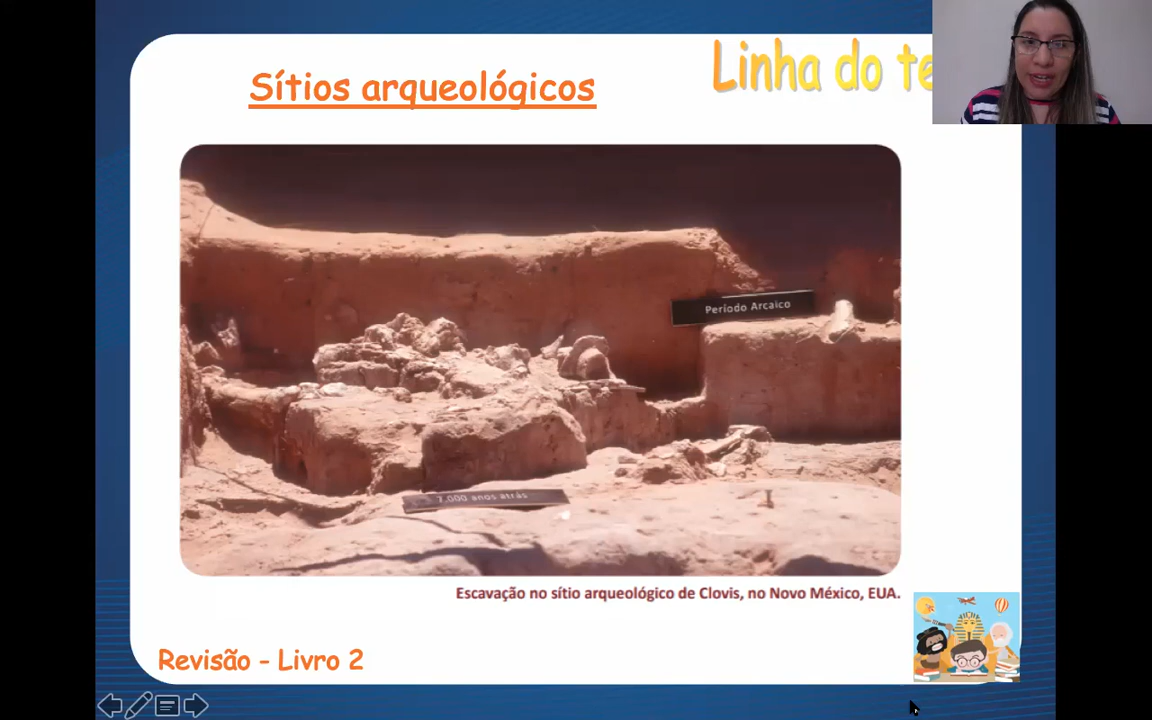 Sítios arqueológicos
Linha do te
Período Arcaico
7.000 anos atrás
Escavação no sítio arqueológico de Clovis, no Novo México, EUA.
Revisão - Livro 2